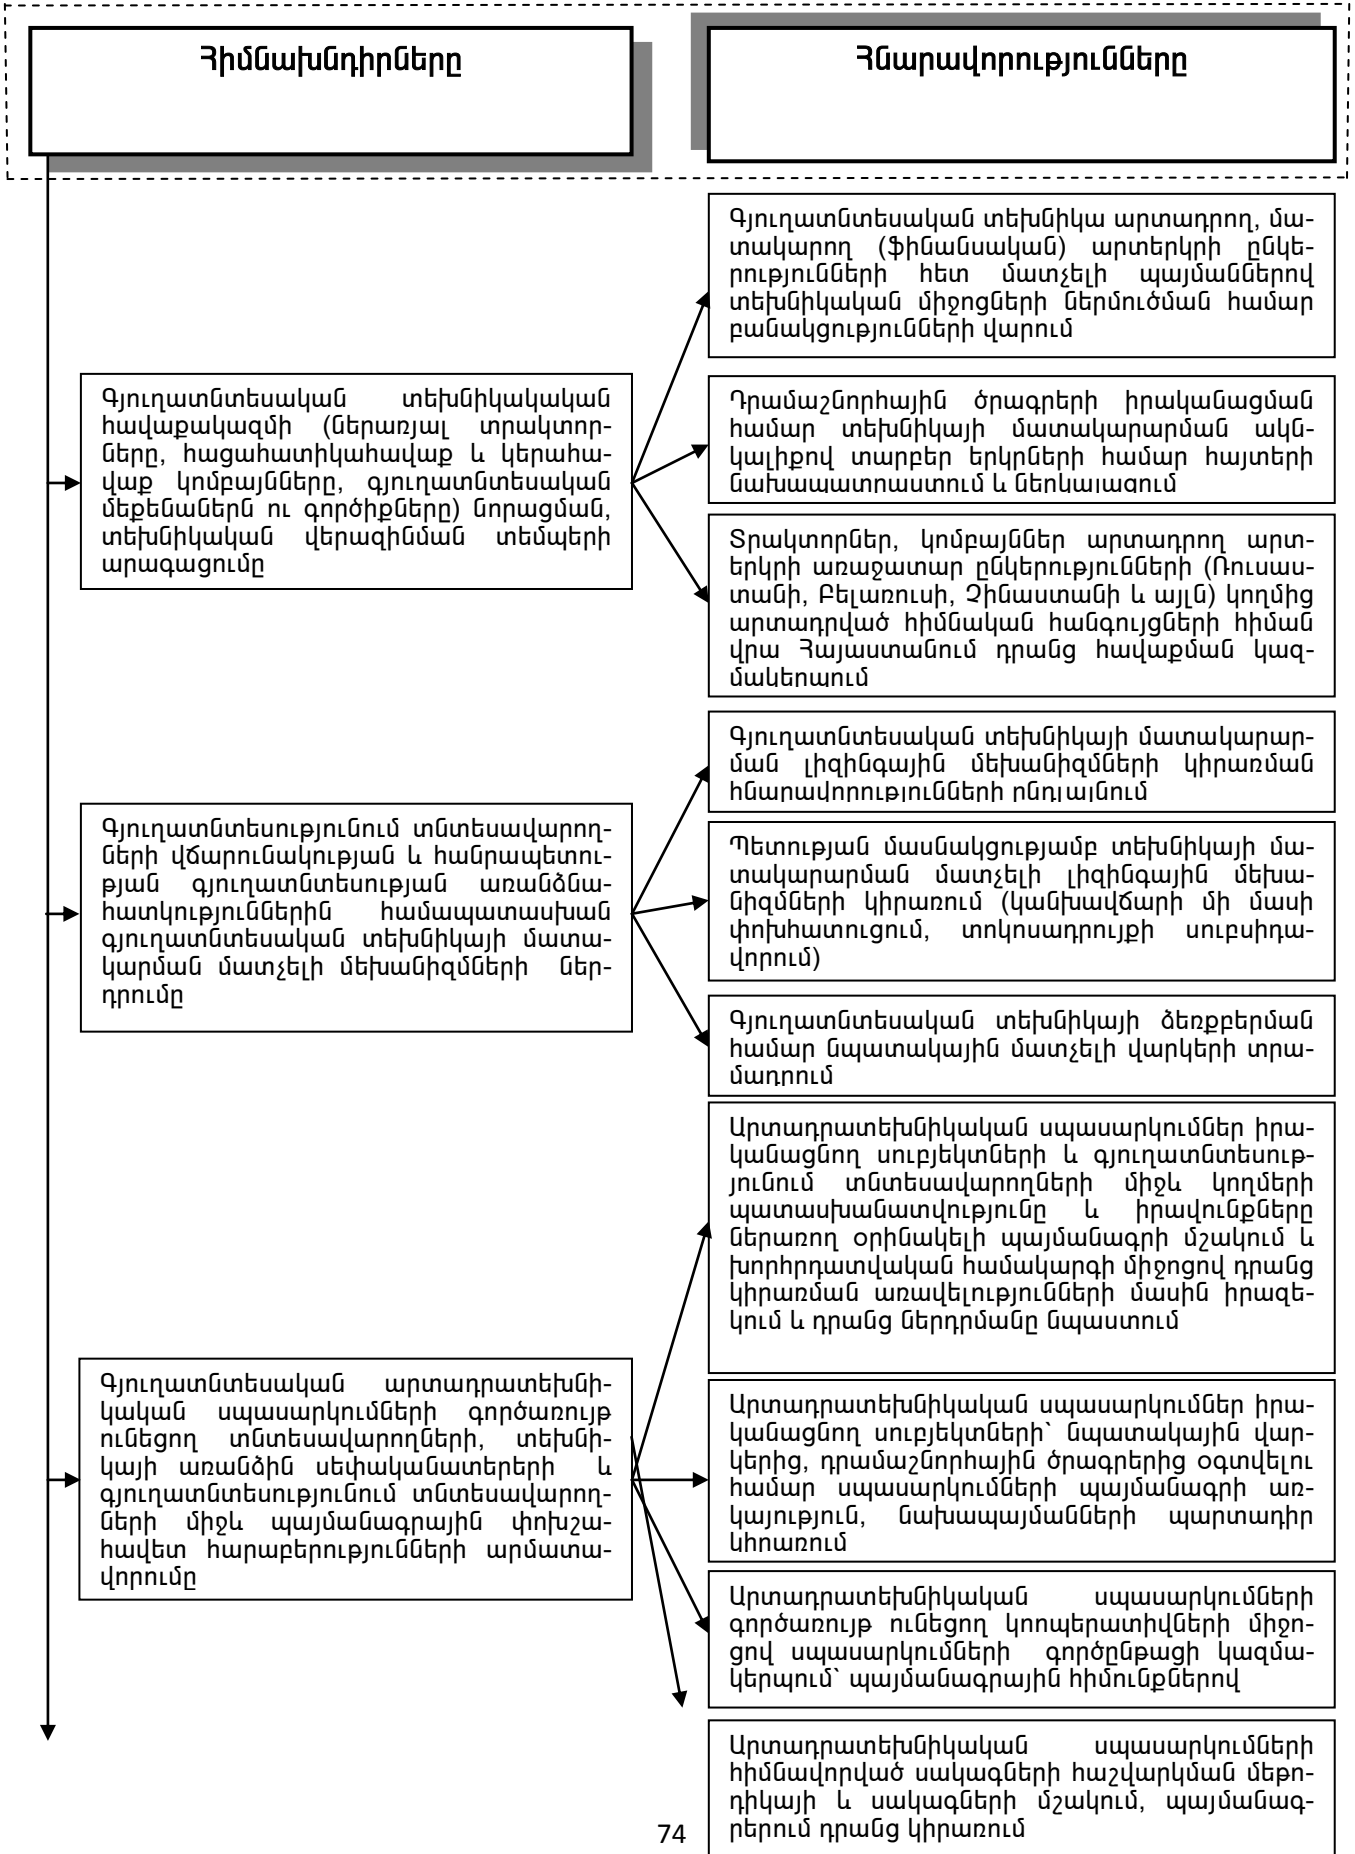 Հիմնախնդիրները
Հնարավորությունները
Գյուղատնտեսական տեխնիկա արտադրող, մա-
տակարող (ֆինանսական) արտերկրի ընկե-
րությունների հետ մատչելի պայմաններով
տեխնիկական միջոցների ներմուծման համար
բանակցությունների վարում
Գյուղատնտեսական տեխնիկակական
հավաքակազմի (ներառյալ տրակտոր-
ները, հացահատիկահավաք և կերահա-
վաք կոմբայնները, գյուղատնտեսական
մեքենաներն ու գործիքները) նորացման,
տեխնիկական վերազինման տեմպերի
արագացումը
Դրամաշնորհային ծրագրերի իրականացման
համար տեխնիկայի մատակարարման ակն-
կալիքով տարբեր երկրների համար հայտերի
նախապատրաստում և ներկայացում
Տրակտորներ, կոմբայններ արտադրող արտ-
երկրի առաջատար ընկերությունների (Ռուսաս-
տանի, Բելառուսի, Չինաստանի և այլն) կողմից
արտադրված հիմնական հանգույցների հիման
վրա Հայաստանում դրանց հավաքման կազ-
մակերպում
Գյուղատնտեսական տեխնիկայի մատակարար-
ման լիզինգային մեխանիզմների կիրառման
հնարավորությունների ընդլայնում
Գյուղատնտեսությունում տնտեսավարող-
ների վճարունակության և հանրապետու-
թյան գյուղատնտեսության առանձնա-
հատկություններին համապատասխան
գյուղատնտեսական տեխնիկայի մատա-
կարման մատչելի մեխանիզմների ներ-
դրումը
Պետության մասնակցությամբ տեխնիկայի մա-
տակարարման մատչելի լիզինգային մեխա-
նիզմների կիրառում (կանխավճարի մի մասի
փոխհատուցում, տոկոսադրույքի սուբսիդա-
վորում)
Գյուղատնտեսական տեխնիկայի ձեռքբերման
համար նպատակային մատչելի վարկերի տրա-
մադրում
Արտադրատեխնիկական սպասարկումներ իրա-
կանացնող սուբյեկտների և գյուղատնտեսութ-
յունում տնտեսավարողների միջև կողմերի
պատասխանատվությունը և իրավունքները
ներառող օրինակելի պայմանագրի մշակում և
խորհրդատվական համակարգի միջոցով դրանց
կիրառման առավելությունների մասին իրազե-
կում և դրանց ներդրմանը նպաստում
Գյուղատնտեսական արտադրատեխնի-
կական սպասարկումների գործառույթ
ունեցող տնտեսավարողների, տեխնի-
կայի առանձին սեփականատերերի և
գյուղատնտեսությունում տնտեսավարող-
ների միջև պայմանագրային փոխշա-
հավետ հարաբերությունների արմատա-
վորումը
Արտադրատեխնիկական սպասարկումներ իրա-
կանացնող սուբյեկտների՝ նպատակային վար-
կերից, դրամաշնորհային ծրագրերից օգտվելու
համար սպասարկումների պայմանագրի առ-
կայություն, նախապայմանների պարտադիր
կիրառում
Արտադրատեխնիկական սպասարկումների
գործառույթ ունեցող կոոպերատիվների միջո-
ցով սպասարկումների գործընթացի կազմա-
կերպում՝ պայմանագրային հիմունքներով
Արտադրատեխնիկական սպասարկումների
հիմնավորված սակագների հաշվարկման մեթո-
դիկայի և սակագների մշակում, պայմանագ-
րերում դրանց կիրառում
74